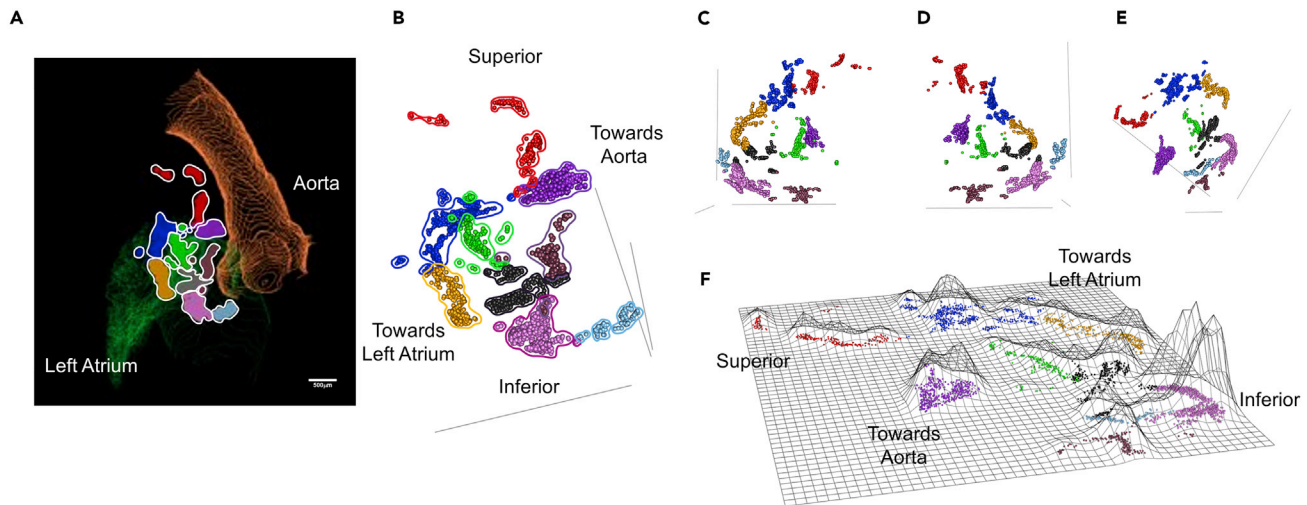 A
Aorta
Left Atrium
500µm
B
Superior
Towards
Aorta
Towards
Left Atrium
Inferior
C
D
E
F
Towards
Left Atrium
Superior
Inferior
Towards
Aorta